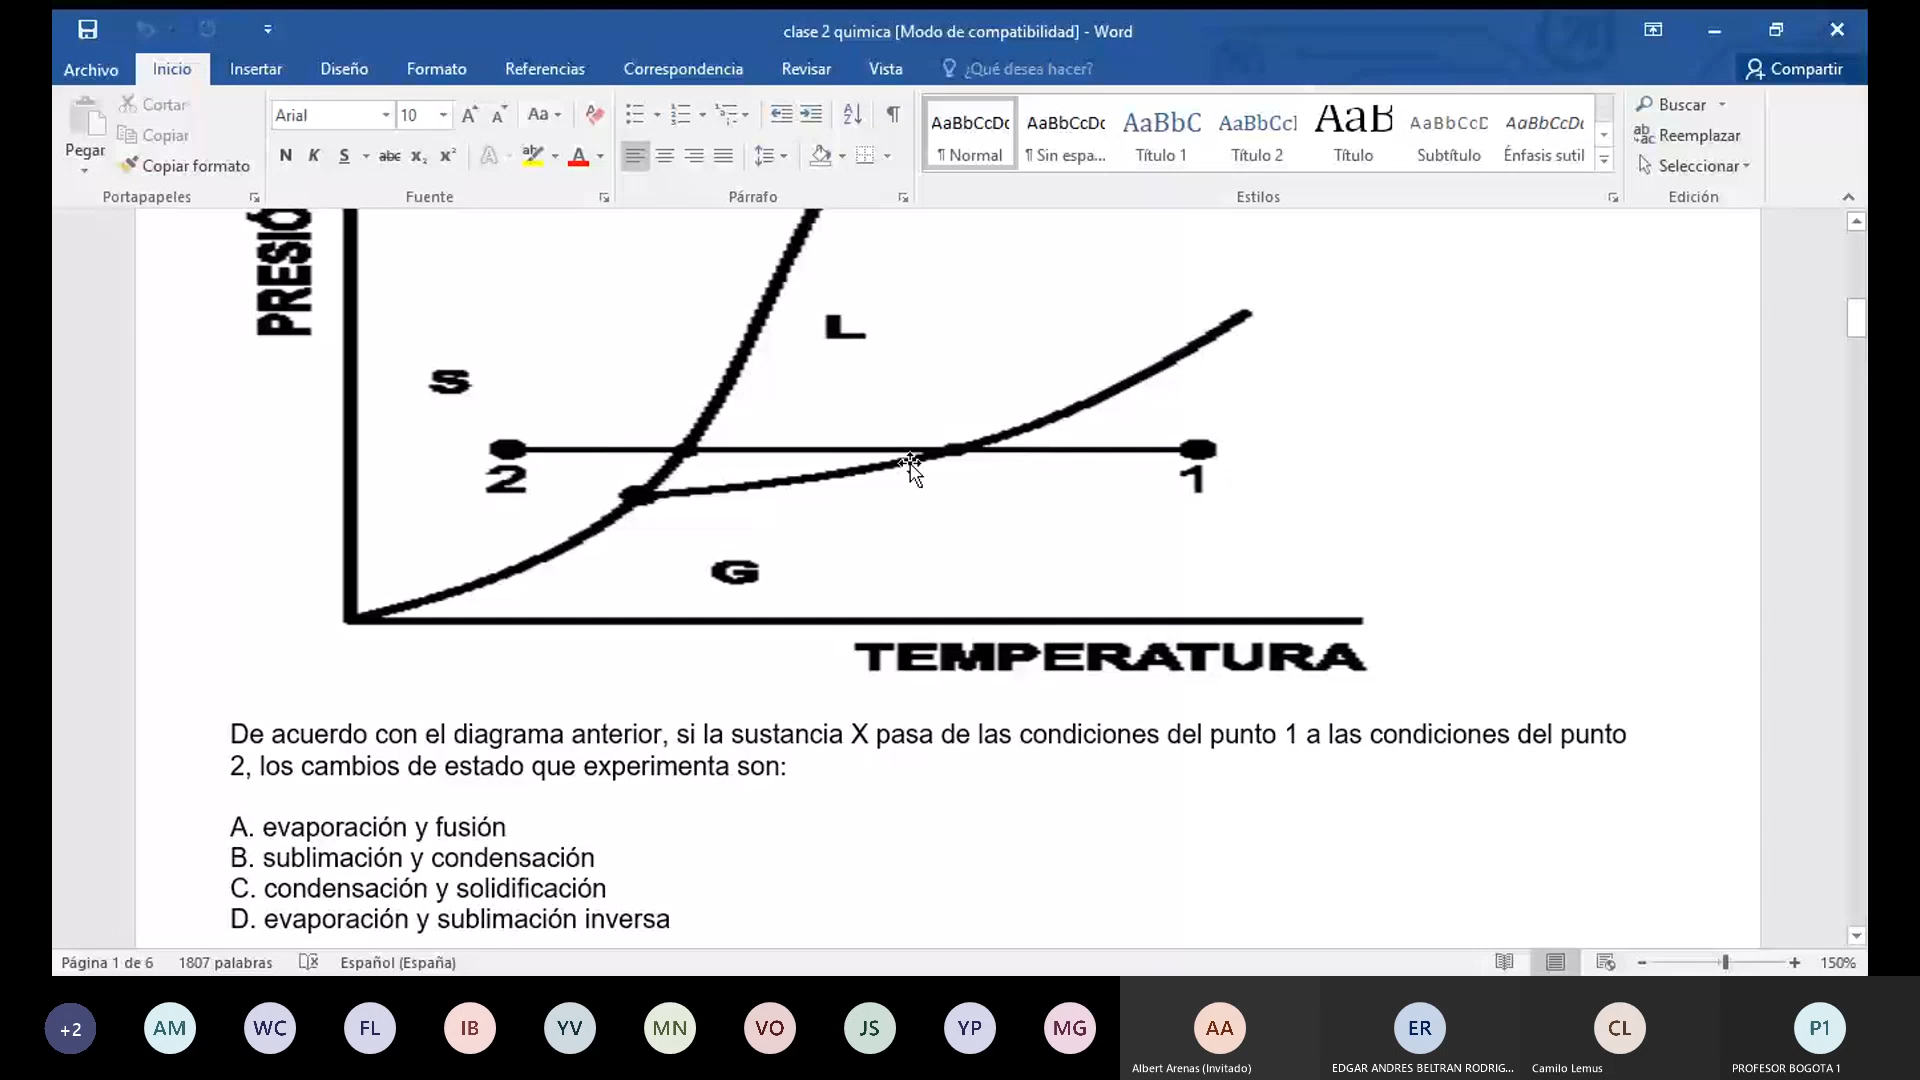 clase 2 quimica [Modo de compatibilidad] - Word
Archivo Inicio Insertar Diseño Formato Referencias Correspondencia Revisar Vista ¿Qué desea hacer? Compartir
Pegar
Cortar
Copiar
Copiar formato
Portapapeles
Arial 10 Aa
N K S abc x₂ x² A ab A
Fuente
Párrafo
AaBbCcDc AaBbCcDc AaBbC AaBbCcl AaB AaBbCcD AaBbCcDc
¶ Normal ¶ Sin espa... Título 1 Título 2 Título Subtítulo Énfasis sutil
Estilos
Buscar
Reemplazar
Seleccionar
Edición
PRESIÓ
L
S
2
1
G
TEMPERATURA
De acuerdo con el diagrama anterior, si la sustancia X pasa de las condiciones del punto 1 a las condiciones del punto
2, los cambios de estado que experimenta son:
A. evaporación y fusión
B. sublimación y condensación
C. condensación y solidificación
D. evaporación y sublimación inversa
Página 1 de 6 1807 palabras Español (España) 150%
+2 AM WC FL IB YV MN VO JS YP MG AA ER CL P1
Albert Arenas (Invitado) EDGAR ANDRES BELTRAN RODRIG... Camilo Lemus PROFESOR BOGOTA 1